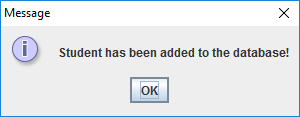 Message
Student has been added to the database!
OK